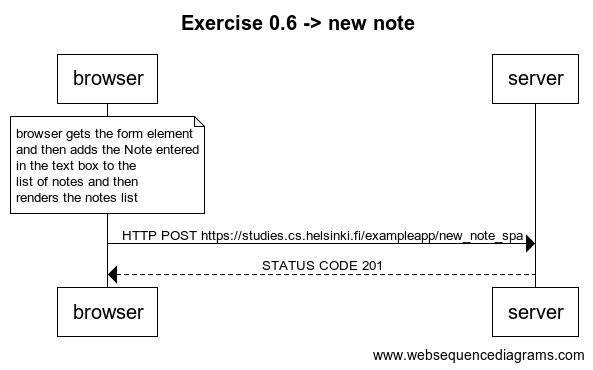 Exercise 0.6 -> new note
browser
server
browser gets the form element
and then adds the Note entered
in the text box to the
list of notes and then
renders the notes list
HTTP POST https://studies.cs.helsinki.fi/exampleapp/new_note_spa
STATUS CODE 201
browser
server
www.websequencediagrams.com